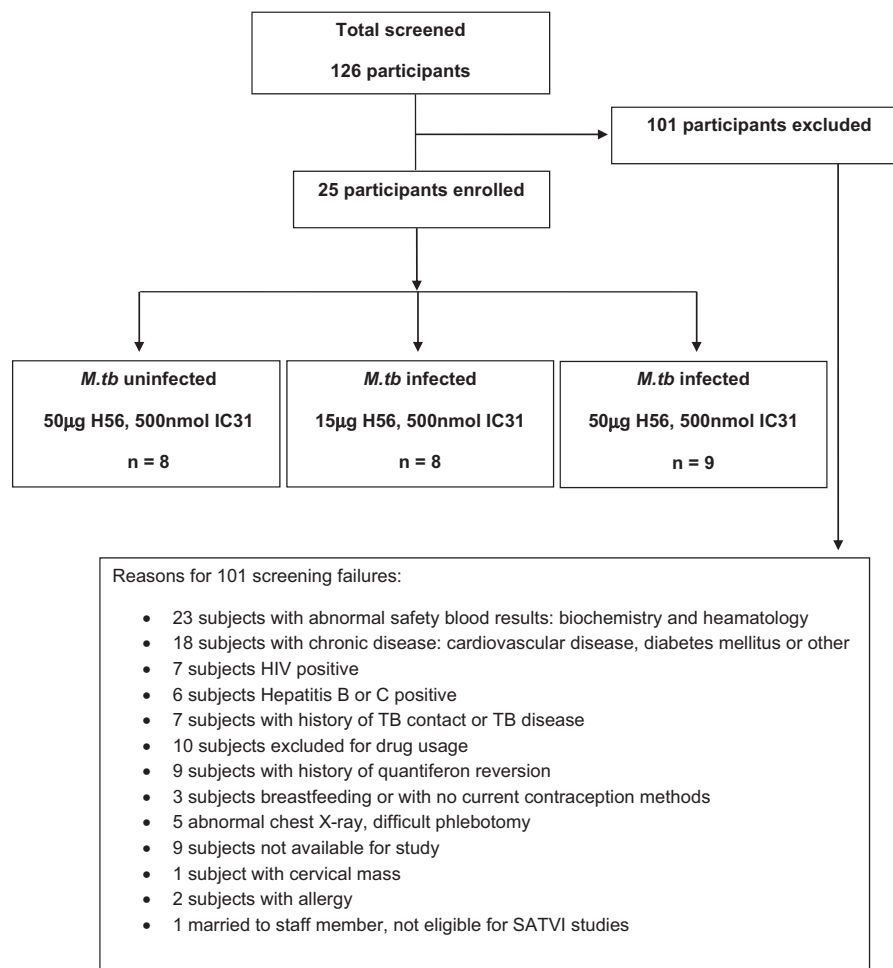 Total screened
126 participants
101 participants excluded
25 participants enrolled
M.tb uninfected
50µg H56, 500nmol IC31
n = 8
M.tb infected
15µg H56, 500nmol IC31
n = 8
M.tb infected
50µg H56, 500nmol IC31
n = 9
Reasons for 101 screening failures:
• 23 subjects with abnormal safety blood results: biochemistry and heamatology
• 18 subjects with chronic disease: cardiovascular disease, diabetes mellitus or other
• 7 subjects HIV positive
• 6 subjects Hepatitis B or C positive
• 7 subjects with history of TB contact or TB disease
• 10 subjects excluded for drug usage
• 9 subjects with history of quantiferon reversion
• 3 subjects breastfeeding or with no current contraception methods
• 5 abnormal chest X-ray, difficult phlebotomy
• 9 subjects not available for study
• 1 subject with cervical mass
• 2 subjects with allergy
• 1 married to staff member, not eligible for SATVI studies